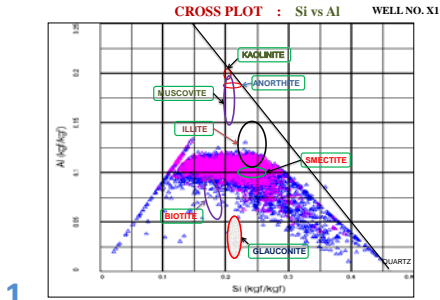 CROSS PLOT : Si vs Al WELL NO. X1
KAOLINITE
ANORTHITE
MUSCOVITE
ILLITE
SMECTITE
BIOTITE
GLAUCONITE
QUARTZ
Al (kgf/kgf)
0.2
0.15
0.1
0.05
0
0 0.1 0.2 0.3 0.4
Si (kgf/kgf)
1